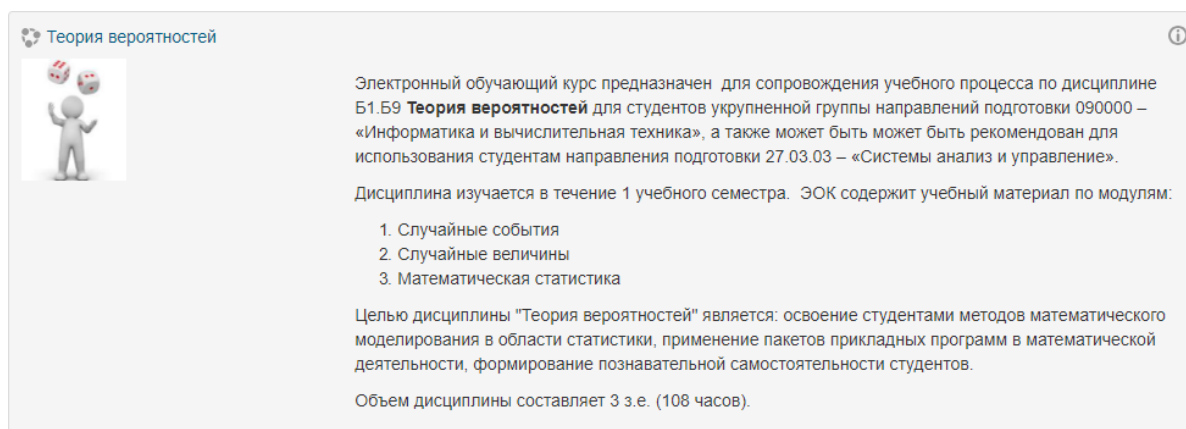 Теория вероятностей
Электронный обучающий курс предназначен для сопровождения учебного процесса по дисциплине
Б1.Б9 Теория вероятностей для студентов укрупненной группы направлений подготовки 090000 –
«Информатика и вычислительная техника», а также может быть может быть рекомендован для
использования студентам направления подготовки 27.03.03 – «Системы анализ и управление».
Дисциплина изучается в течение 1 учебного семестра. ЭОК содержит учебный материал по модулям:
1. Случайные события
2. Случайные величины
3. Математическая статистика
Целью дисциплины "Теория вероятностей" является: освоение студентами методов математического
моделирования в области статистики, применение пакетов прикладных программ в математической
деятельности, формирование познавательной самостоятельности студентов.
Объем дисциплины составляет 3 з.е. (108 часов).